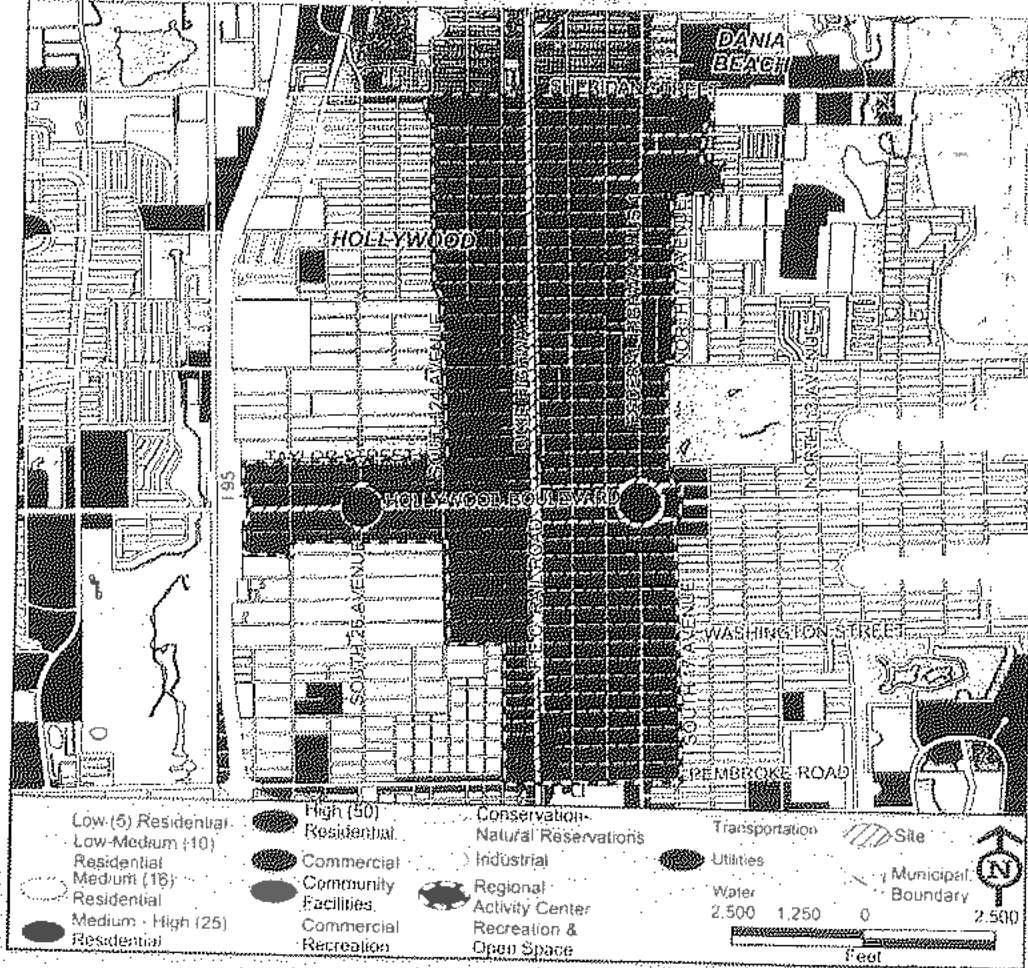 DANIA
BEACH
SHERIDAN STREET
HOLLYWOOD
TAYLOR STREET
I 95
HOLLYWOOD BOULEVARD
SOUTH 26 AVENUE
WASHINGTON STREET
SOUTH 17 AVENUE
PEMBROKE ROAD
Low (5) Residential
Low-Medium (10)
Residential
Medium (16)
Residential
Medium - High (25)
Residential
High (50)
Residential
Commercial
Community
Facilities
Commercial
Recreation
Conservation-
Natural Reservations
Industrial
Regional
Activity Center
Recreation &
Open Space
Transportation
Utilities
Water
Site
Municipal
Boundary
N
2,500 1,250 0 2,500
Feet